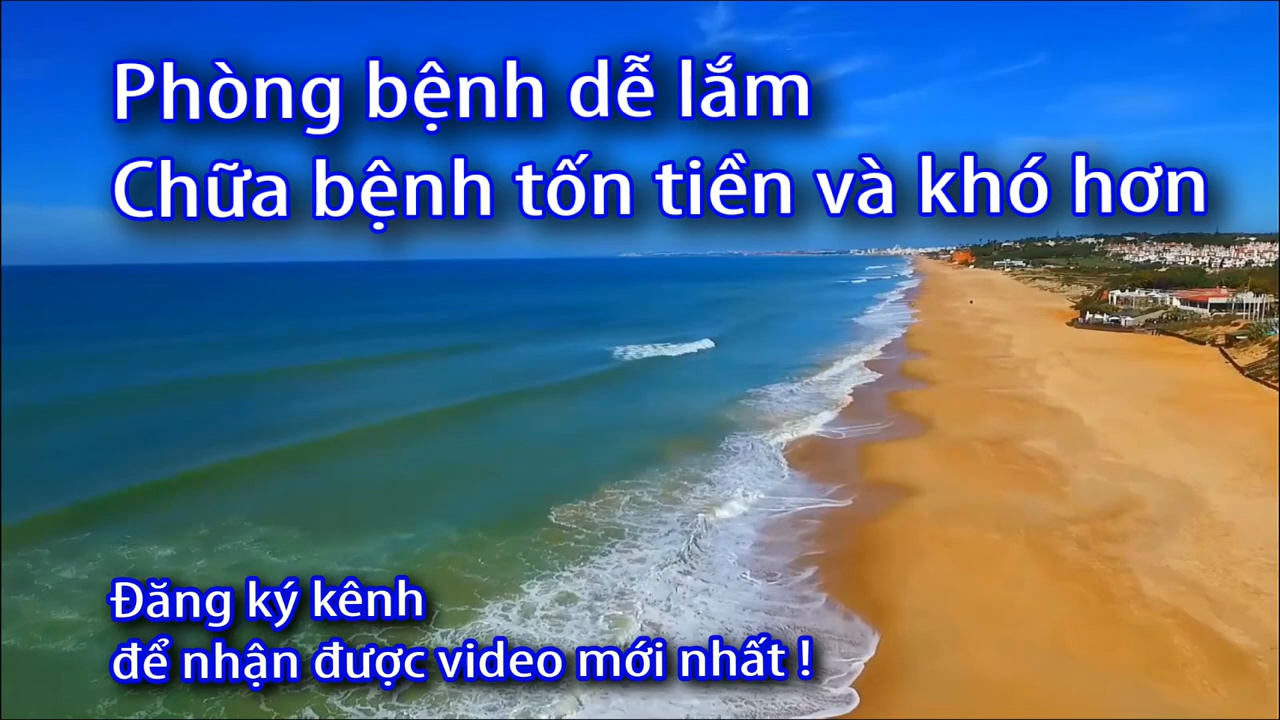 Phòng bệnh dễ lắm
Chữa bệnh tốn tiền và khó hơn
Đăng ký kênh
để nhận được video mới nhất !